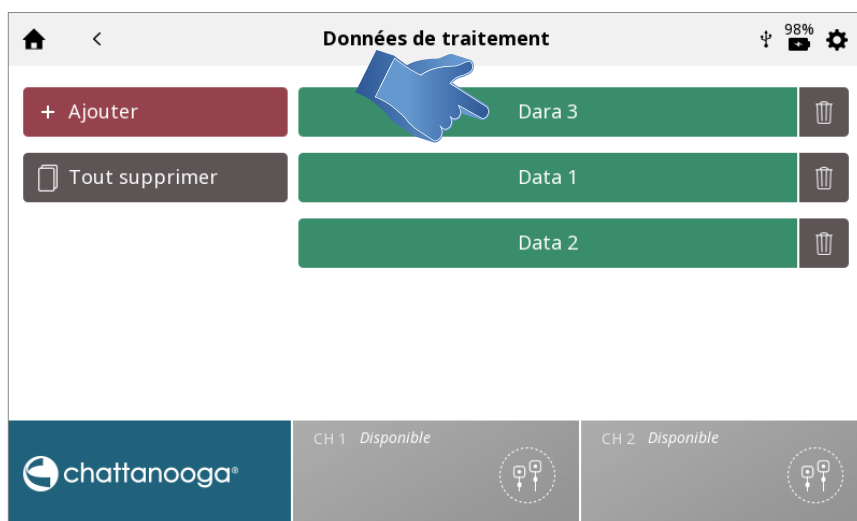 Données de traitement
98%
+ Ajouter
Dara 3
Tout supprimer
Data 1
Data 2
chattanooga®
CH 1 Disponible
CH 2 Disponible